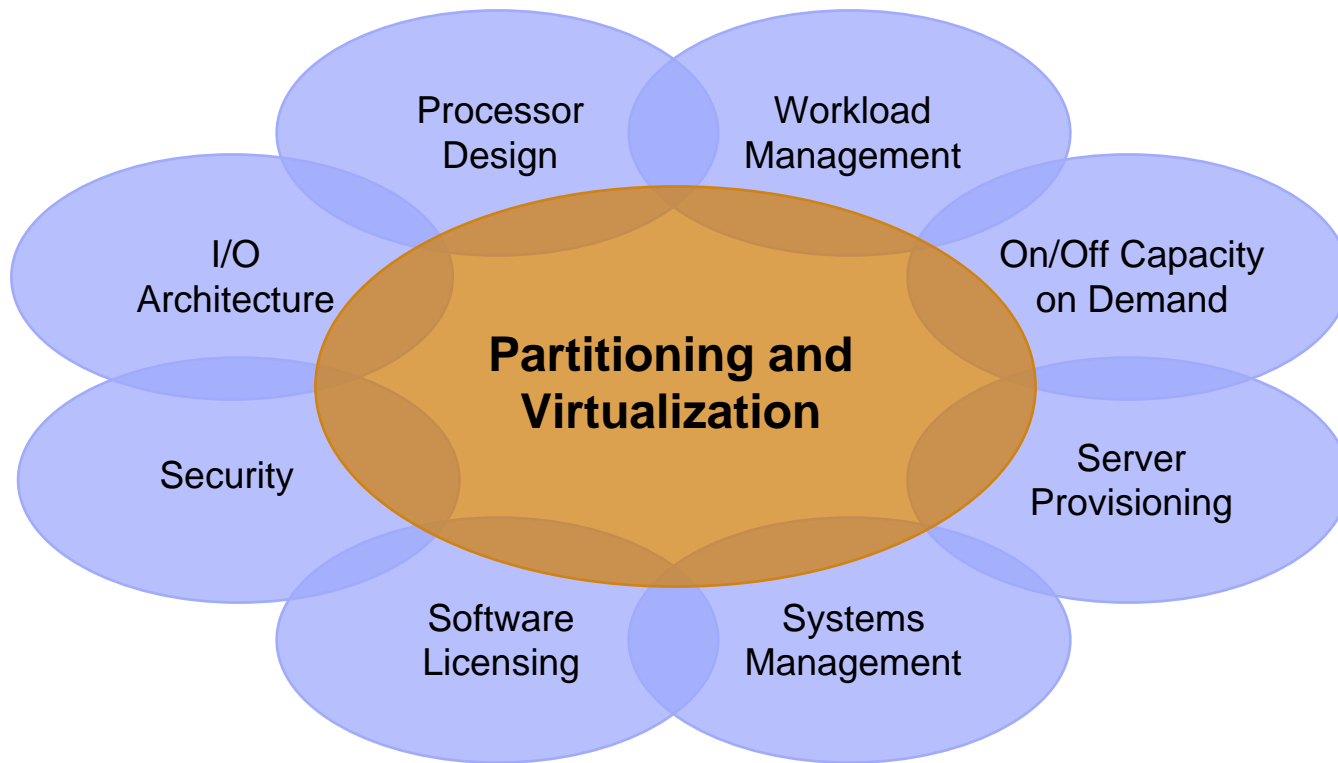 Processor
Design
Workload
Management
I/O
Architecture
On/Off Capacity
on Demand
Partitioning and
Virtualization
Security
Server
Provisioning
Software
Licensing
Systems
Management